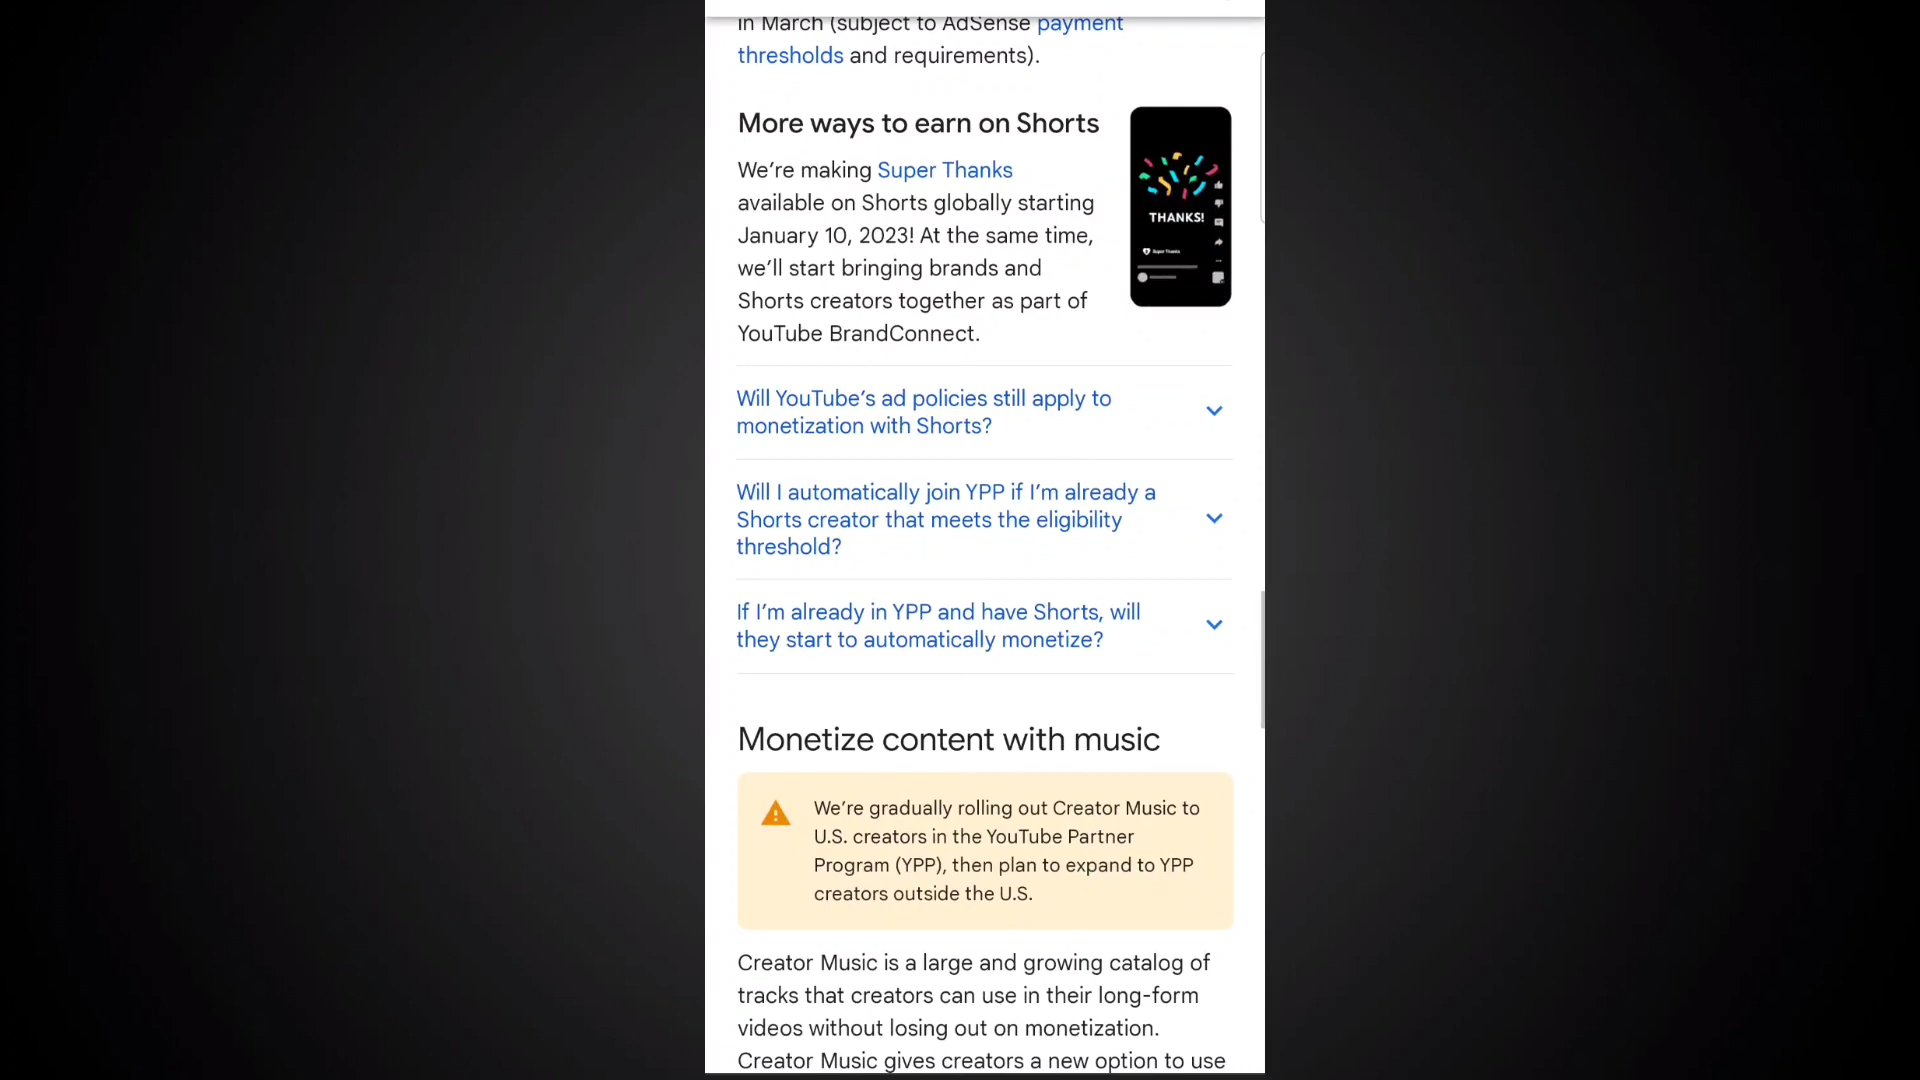 in March (subject to AdSense payment
thresholds and requirements).
More ways to earn on Shorts
We’re making Super Thanks
available on Shorts globally starting
January 10, 2023! At the same time,
we’ll start bringing brands and
Shorts creators together as part of
YouTube BrandConnect.
THANKS!
Super Thanks
Will YouTube’s ad policies still apply to
monetization with Shorts?
Will I automatically join YPP if I’m already a
Shorts creator that meets the eligibility
threshold?
If I’m already in YPP and have Shorts, will
they start to automatically monetize?
Monetize content with music
We’re gradually rolling out Creator Music to
U.S. creators in the YouTube Partner
Program (YPP), then plan to expand to YPP
creators outside the U.S.
Creator Music is a large and growing catalog of
tracks that creators can use in their long-form
videos without losing out on monetization.
Creator Music gives creators a new option to use